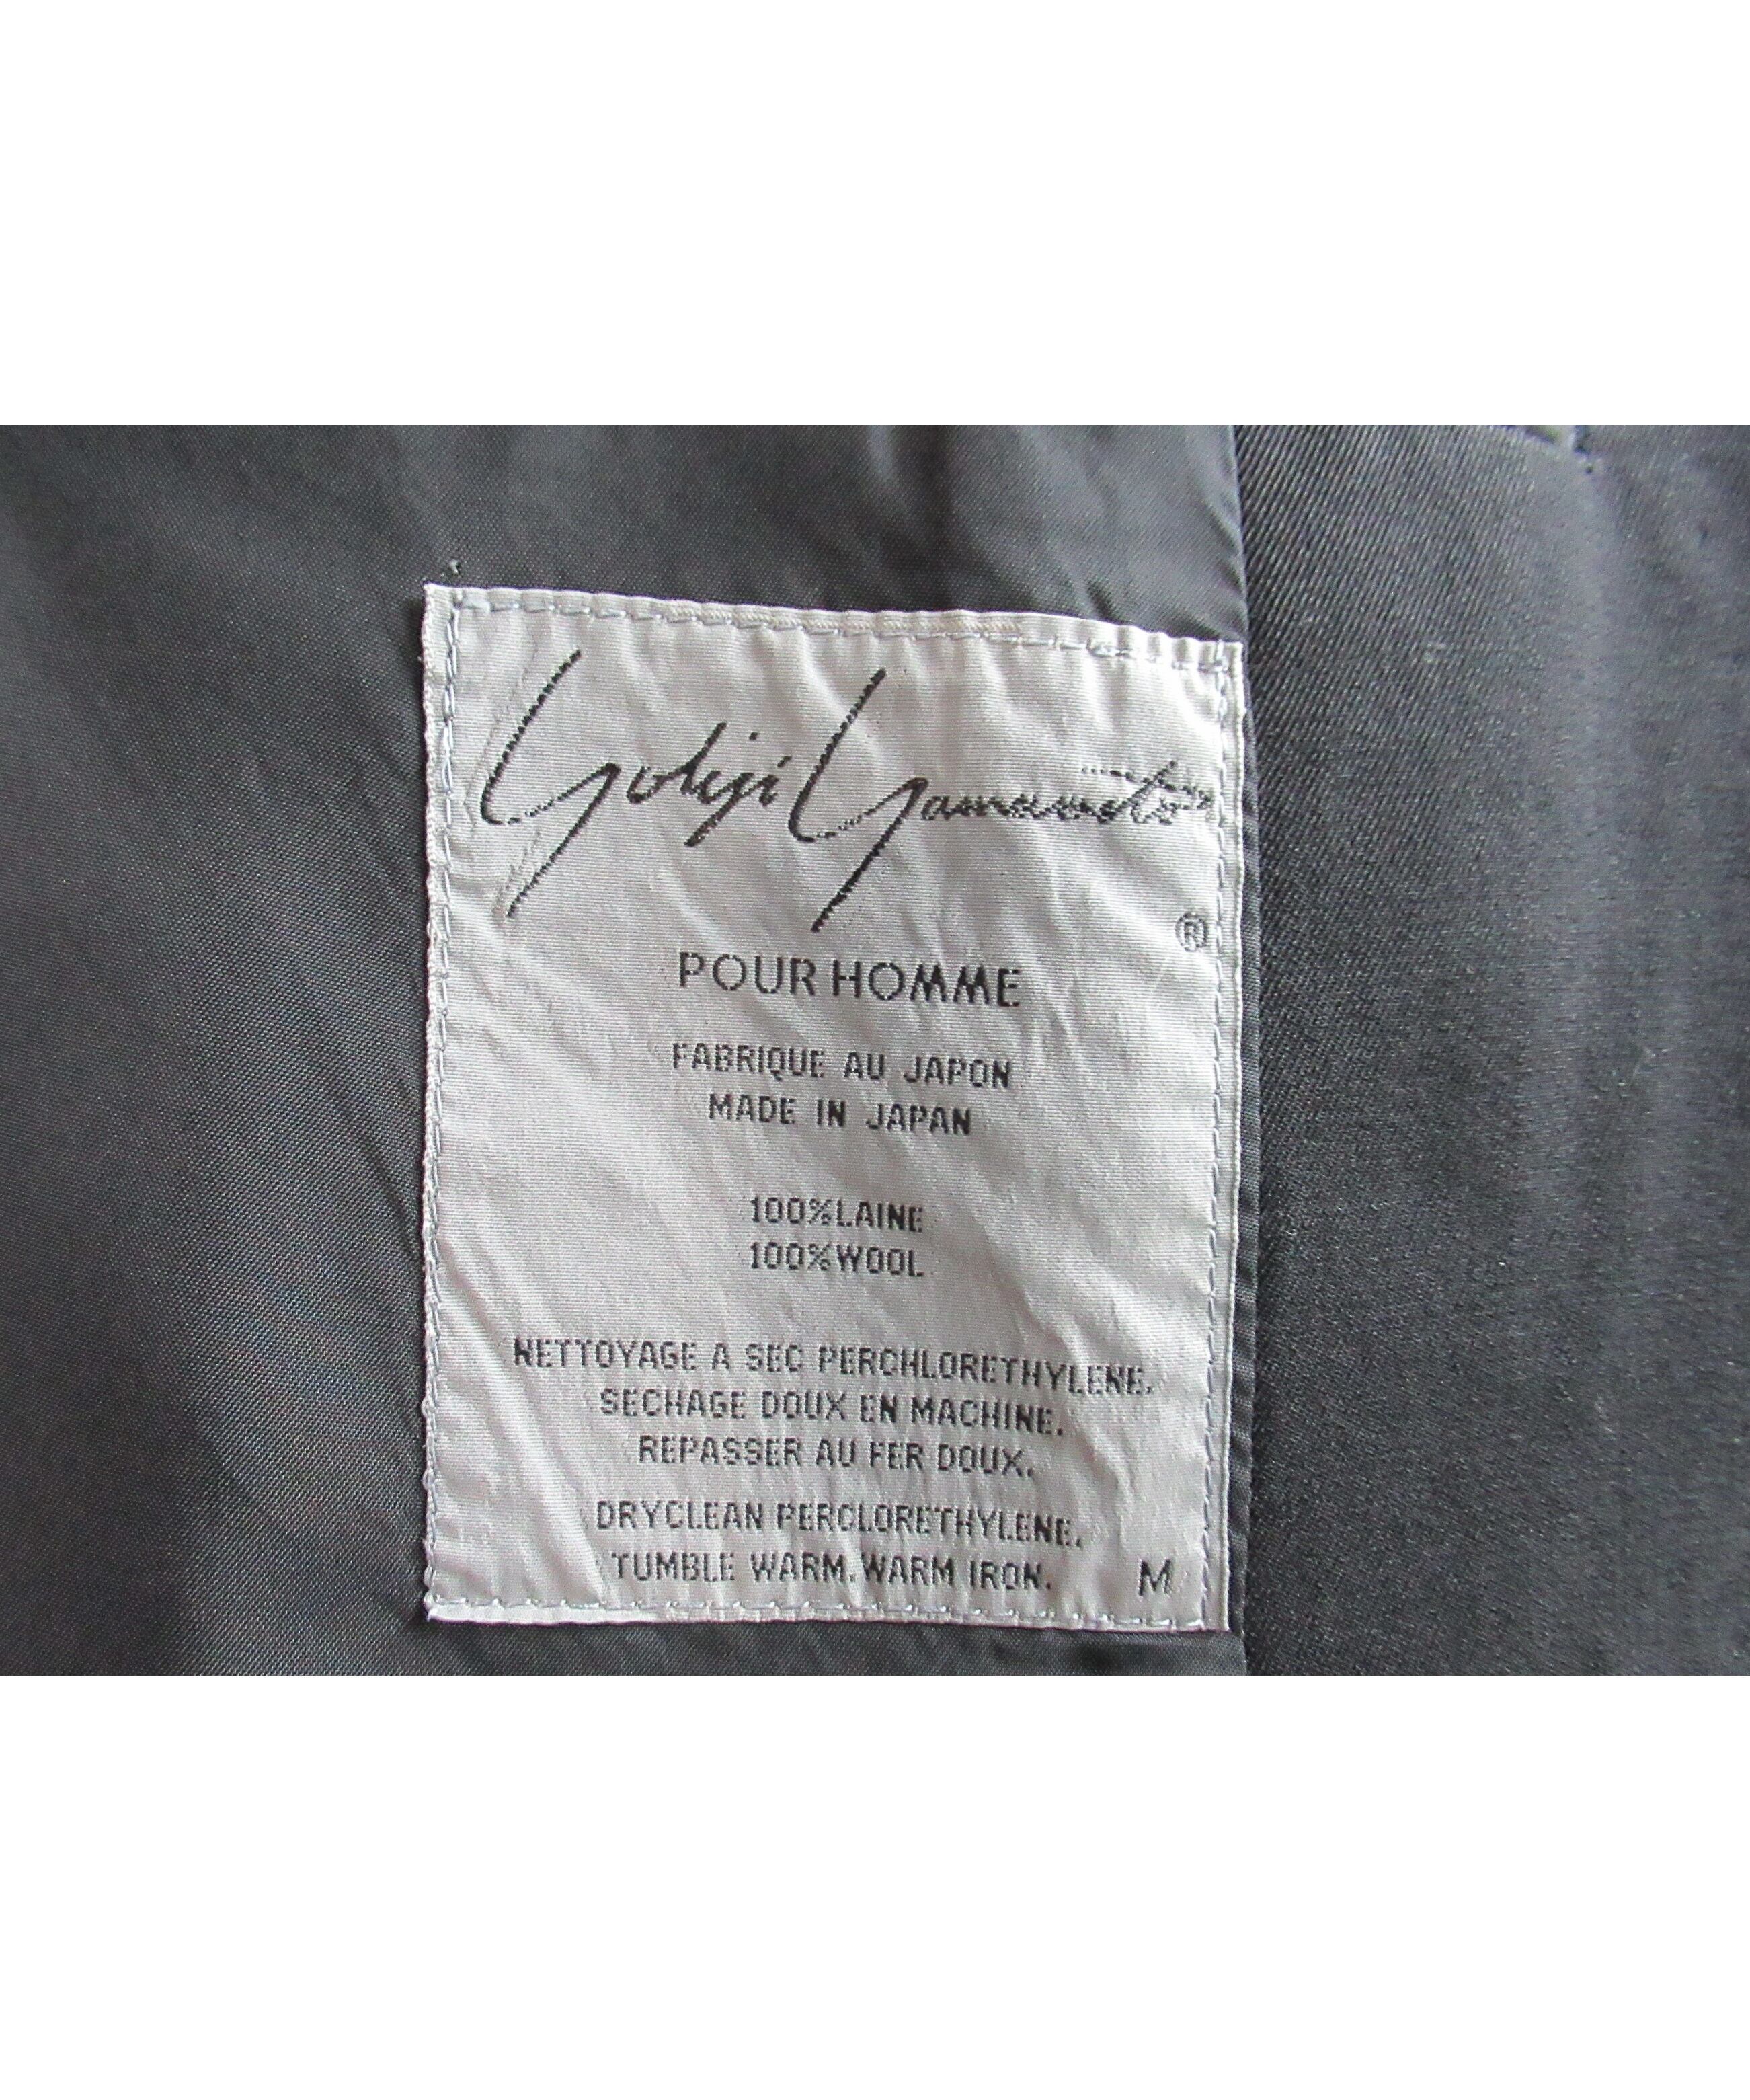 Yohji Yamamoto
®
POUR HOMME
FABRIQUE AU JAPON
MADE IN JAPAN
100%LAINE
100%WOOL
NETTOYAGE A SEC PERCHLORETHYLENE.
SECHAGE DOUX EN MACHINE.
REPASSER AU FER DOUX.
DRYCLEAN PERCLORETHYLENE.
TUMBLE WARM.WARM IRON. M